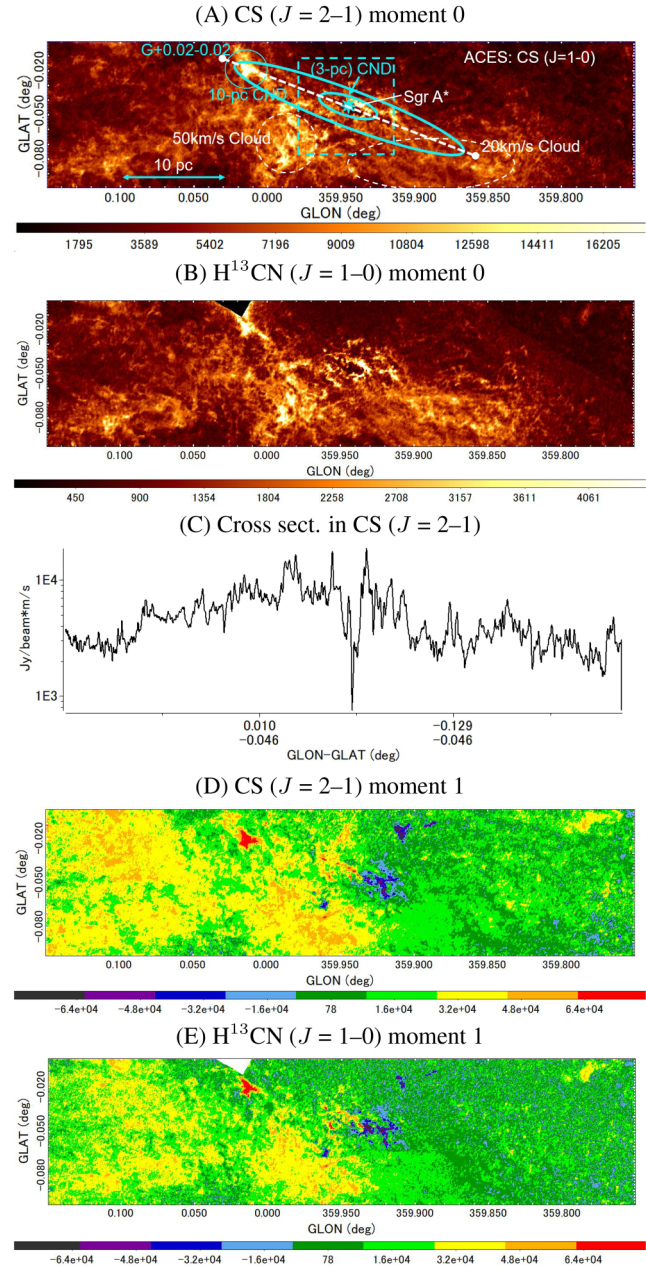 (A) CS (J = 2–1) moment 0
G+0.02-0.02
ACES: CS (J=1-0)
(3-pc) CND
10-pc CND
Sgr A*
50km/s Cloud
20km/s Cloud
10 pc
GLAT (deg)
-0.020
-0.050
-0.080
0.100 0.050 0.000 359.950 359.900 359.850 359.800
GLON (deg)
1795 3589 5402 7196 9009 10804 12598 14411 16205
(B) H¹³CN (J = 1–0) moment 0
GLAT (deg)
-0.020
-0.050
-0.080
0.100 0.050 0.000 359.950 359.900 359.850 359.800
GLON (deg)
450 900 1354 1804 2258 2708 3157 3611 4061
(C) Cross sect. in CS (J = 2–1)
Jy/beam*m/s
1E4
1E3
0.010 -0.129
-0.046 -0.046
GLON-GLAT (deg)
(D) CS (J = 2–1) moment 1
GLAT (deg)
-0.020
-0.050
-0.080
0.100 0.050 0.000 359.950 359.900 359.850 359.800
GLON (deg)
-6.4e+04 -4.8e+04 -3.2e+04 -1.6e+04 78 1.6e+04 3.2e+04 4.8e+04 6.4e+04
(E) H¹³CN (J = 1–0) moment 1
GLAT (deg)
-0.020
-0.050
-0.080
0.100 0.050 0.000 359.950 359.900 359.850 359.800
GLON (deg)
-6.4e+04 -4.8e+04 -3.2e+04 -1.6e+04 78 1.6e+04 3.2e+04 4.8e+04 6.4e+04